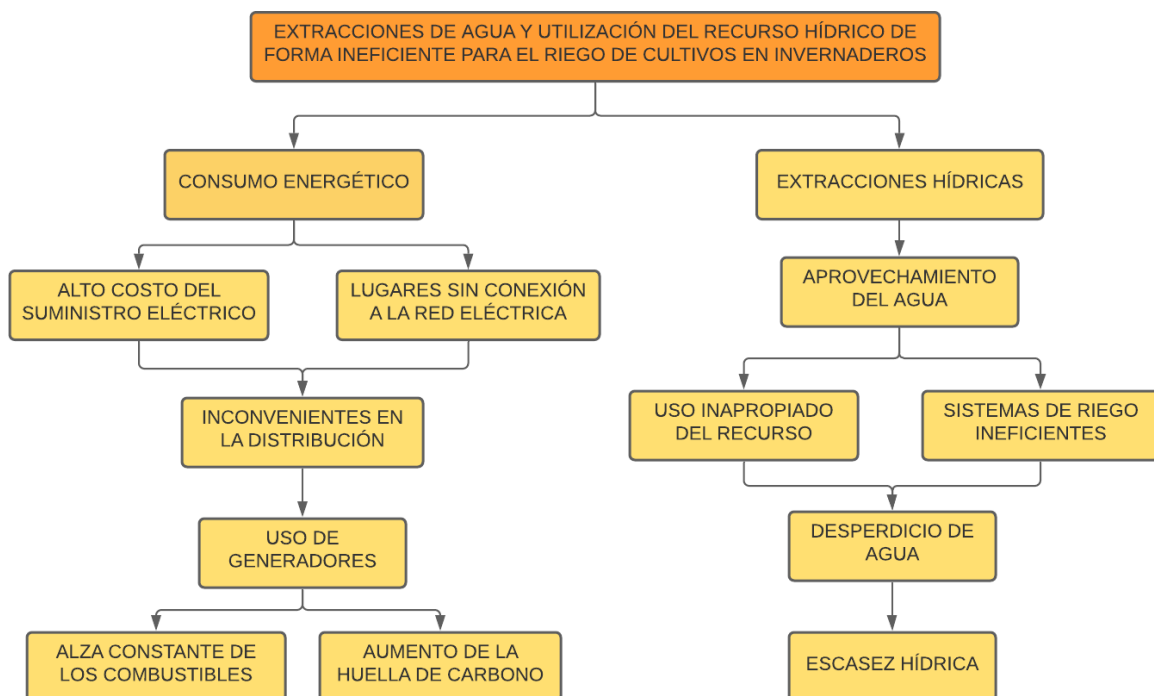 EXTRACCIONES DE AGUA Y UTILIZACIÓN DEL RECURSO HÍDRICO DE
FORMA INEFICIENTE PARA EL RIEGO DE CULTIVOS EN INVERNADEROS
CONSUMO ENERGÉTICO
EXTRACCIONES HÍDRICAS
ALTO COSTO DEL
SUMINISTRO ELÉCTRICO
LUGARES SIN CONEXIÓN
A LA RED ELÉCTRICA
APROVECHAMIENTO
DEL AGUA
INCONVENIENTES EN
LA DISTRIBUCIÓN
USO INAPROPIADO
DEL RECURSO
SISTEMAS DE RIEGO
INEFICIENTES
USO DE
GENERADORES
DESPERDICIO DE
AGUA
ALZA CONSTANTE DE
LOS COMBUSTIBLES
AUMENTO DE LA
HUELLA DE CARBONO
ESCASEZ HÍDRICA